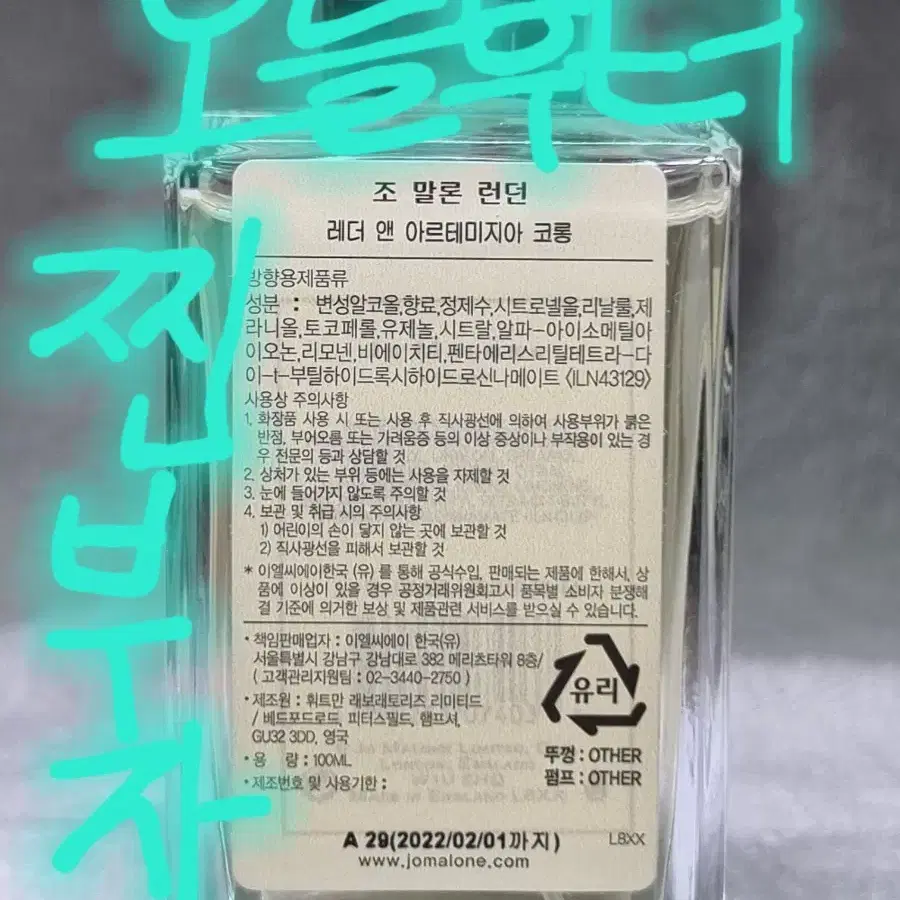 오늘부터
찝부자
조 말론 런던
레더 앤 아르테미지아 코롱
방향용제품류
성분 : 변성알코올,향료,정제수,시트로넬올,리날룰,제
라니올,토코페롤,유제놀,시트랄,알파-아이소메틸아
이오논,리모넨,비에이치티,펜타에리스리틸테트라-다
이-t-부틸하이드록시하이드로신나메이트 <ILN43129>
사용상 주의사항
1. 화장품 사용 시 또는 사용 후 직사광선에 의하여 사용부위가 붉은
반점, 부어오름 또는 가려움증 등의 이상 증상이나 부작용이 있는 경
우 전문의 등과 상담할 것
2. 상처가 있는 부위 등에는 사용을 자제할 것
3. 눈에 들어가지 않도록 주의할 것
4. 보관 및 취급 시의 주의사항
1) 어린이의 손이 닿지 않는 곳에 보관할 것
2) 직사광선을 피해서 보관할 것
* 이엘씨에이한국 (유) 를 통해 공식수입, 판매되는 제품에 한해서, 상
품에 이상이 있을 경우 공정거래위원회고시 품목별 소비자 분쟁해
결 기준에 의거한 보상 및 제품관련 서비스를 받으실 수 있습니다.
• 책임판매업자 : 이엘씨에이 한국(유)
서울특별시 강남구 강남대로 382 메리츠타워 8층/
( 고객관리지원팀 : 02-3440-2750 )
• 제조원 : 휘트만 래보래토리즈 리미티드
/ 베드포드로드, 피터스필드, 햄프셔,
GU32 3DD, 영국
• 용 량 : 100ML
• 제조번호 및 사용기한 :
유리
뚜껑 : OTHER
펌프 : OTHER
A 29(2022/02/01까지)
L8XX
www.jomalone.com